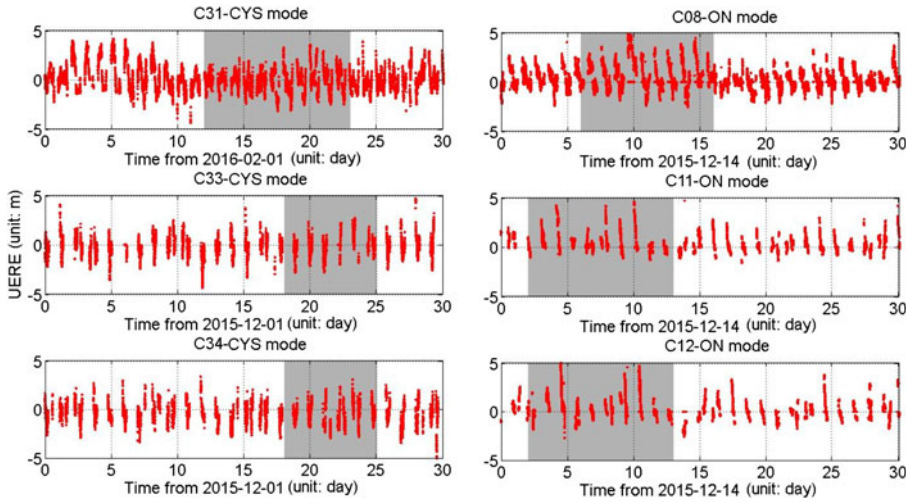 C31-CYS mode
5
0
-5
0 5 10 15 20 25 30
Time from 2016-02-01 (unit: day)
C33-CYS mode
5
0
-5
0 5 10 15 20 25 30
Time from 2015-12-01 (unit: day)
C34-CYS mode
5
0
-5
0 5 10 15 20 25 30
Time from 2015-12-01 (unit: day)
UERE (unit: m)
C08-ON mode
5
0
-5
0 5 10 15 20 25 30
Time from 2015-12-14 (unit: day)
C11-ON mode
5
0
-5
0 5 10 15 20 25 30
Time from 2015-12-14 (unit: day)
C12-ON mode
5
0
-5
0 5 10 15 20 25 30
Time from 2015-12-14 (unit: day)